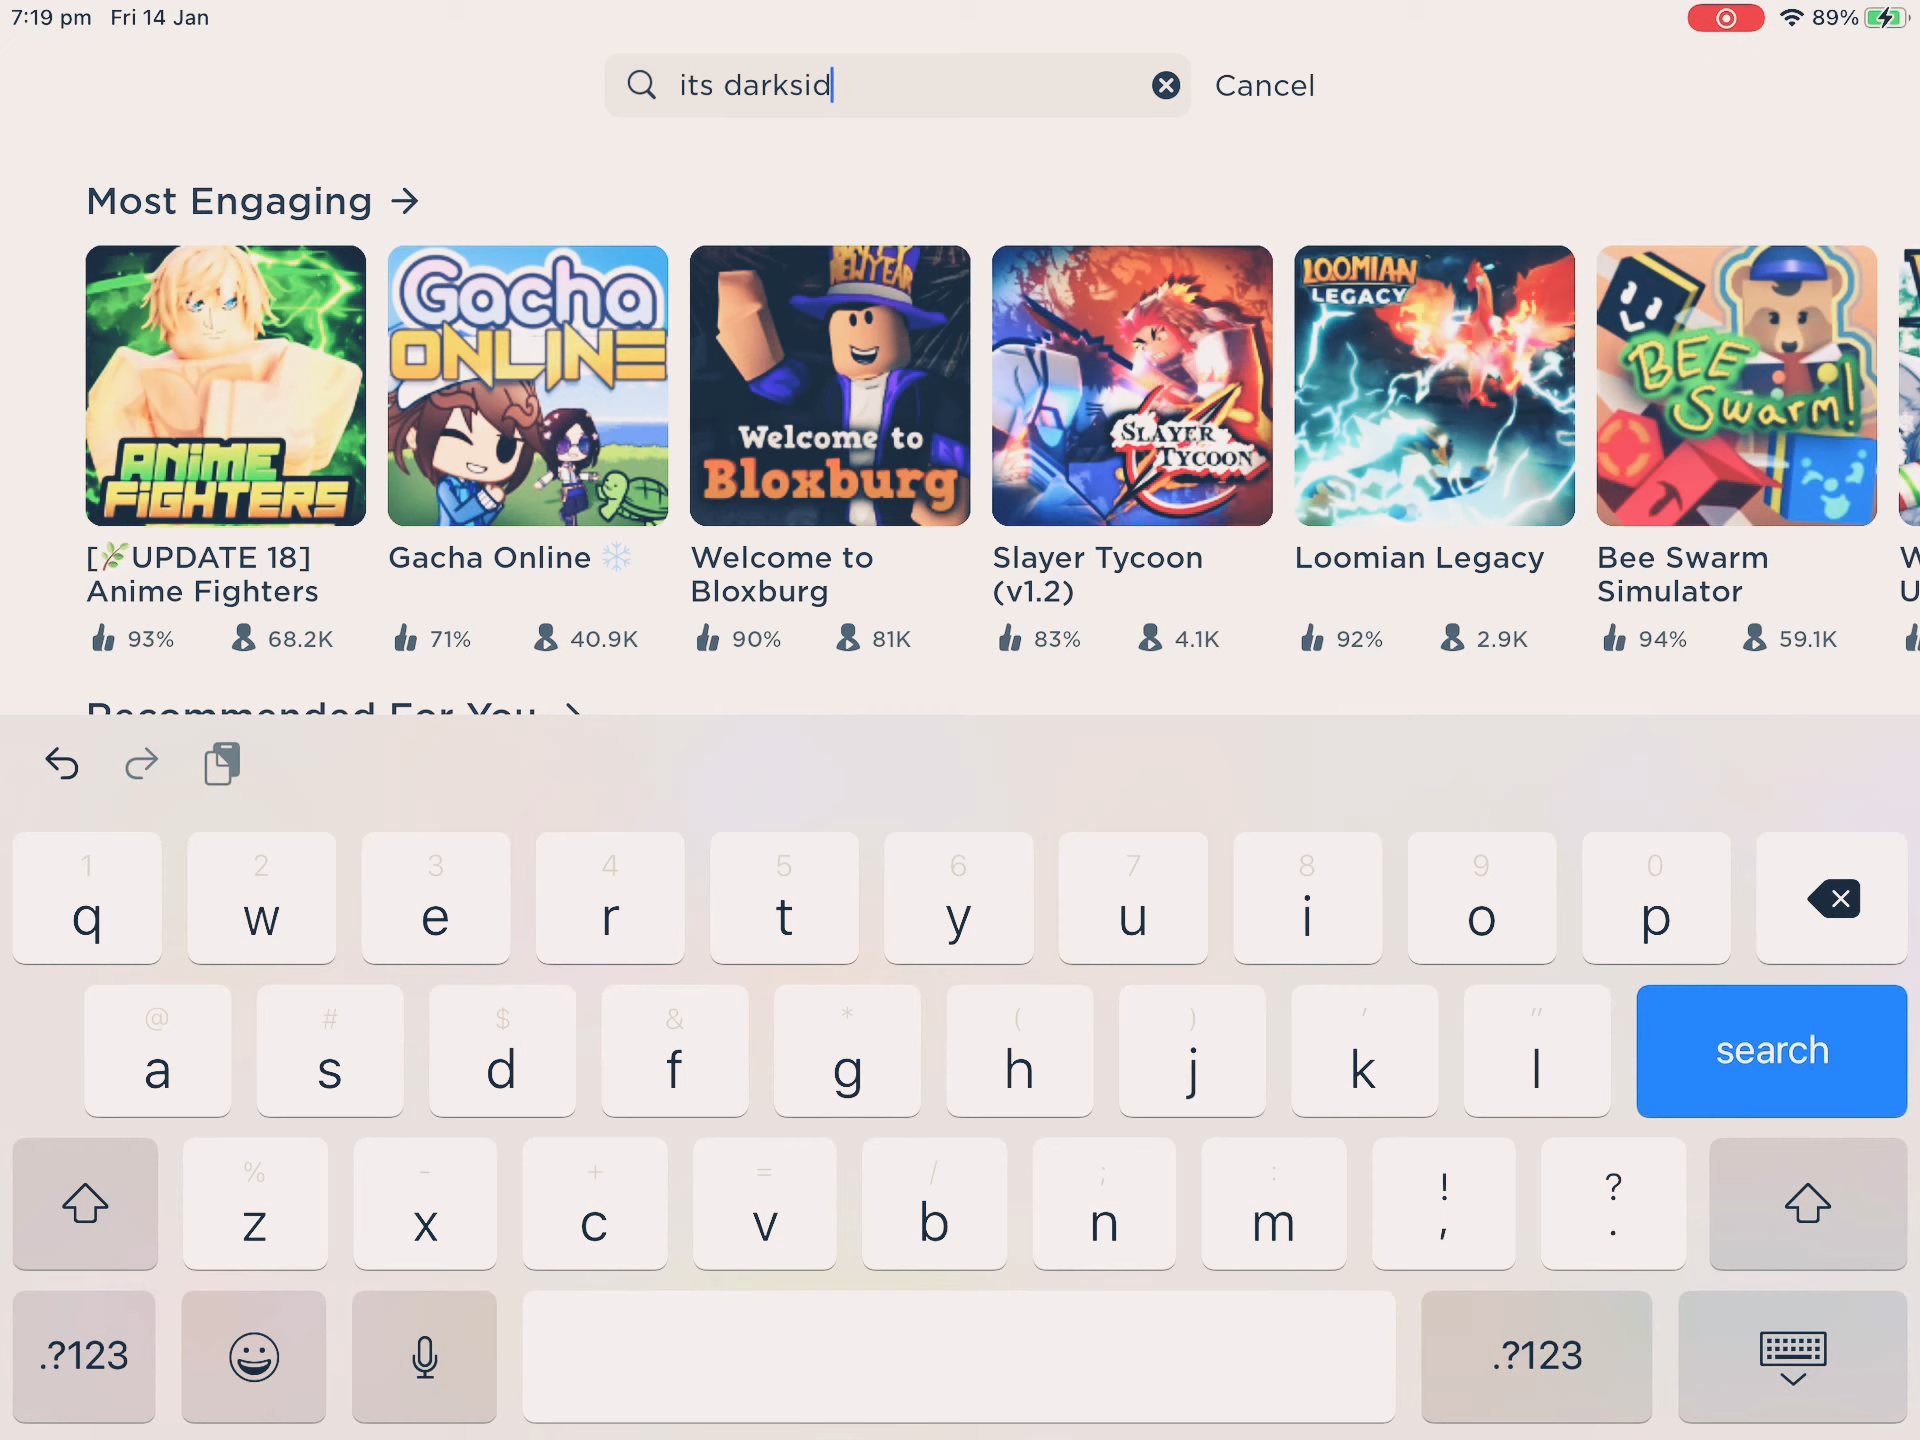 7:19 pm Fri 14 Jan
89%
its darksid
Cancel
Most Engaging →
ANIME
FIGHTERS
Gacha
ONLINE
NEW YEAR
Welcome to
Bloxburg
SLAYER
TYCOON
LOOMIAN
LEGACY
BEE
Swarm!
[🌿UPDATE 18]
Anime Fighters
Gacha Online ❄️
Welcome to
Bloxburg
Slayer Tycoon
(v1.2)
Loomian Legacy
Bee Swarm
Simulator
W
U
93% 68.2K
71% 40.9K
90% 81K
83% 4.1K
92% 2.9K
94% 59.1K
Recommended For You
1 2 3 4 5 6 7 8 9 0
q w e r t y u i o p
@ # $ & * ( ) ' "
a s d f g h j k l
search
% - + = / ; : ! ?
z x c v b n m , .
.?123
.?123